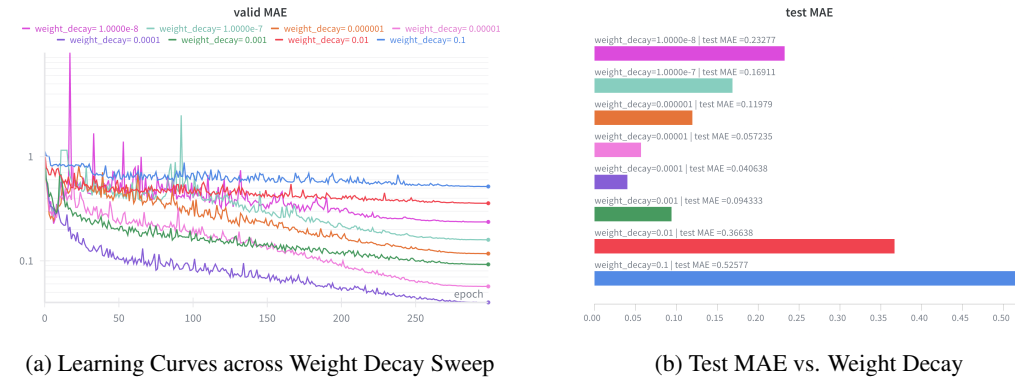 valid MAE
weight_decay= 1.0000e-8 weight_decay= 1.0000e-7 weight_decay= 0.000001 weight_decay= 0.00001
weight_decay= 0.0001 weight_decay= 0.001 weight_decay= 0.01 weight_decay= 0.1
1
0.1
epoch
0 50 100 150 200 250
(a) Learning Curves across Weight Decay Sweep
test MAE
weight_decay=1.0000e-8 | test MAE =0.23277
weight_decay=1.0000e-7 | test MAE =0.16911
weight_decay=0.000001 | test MAE =0.11979
weight_decay=0.00001 | test MAE =0.057235
weight_decay=0.0001 | test MAE =0.040638
weight_decay=0.001 | test MAE =0.094333
weight_decay=0.01 | test MAE =0.36638
weight_decay=0.1 | test MAE =0.52577
0.00 0.05 0.10 0.15 0.20 0.25 0.30 0.35 0.40 0.45 0.50
(b) Test MAE vs. Weight Decay